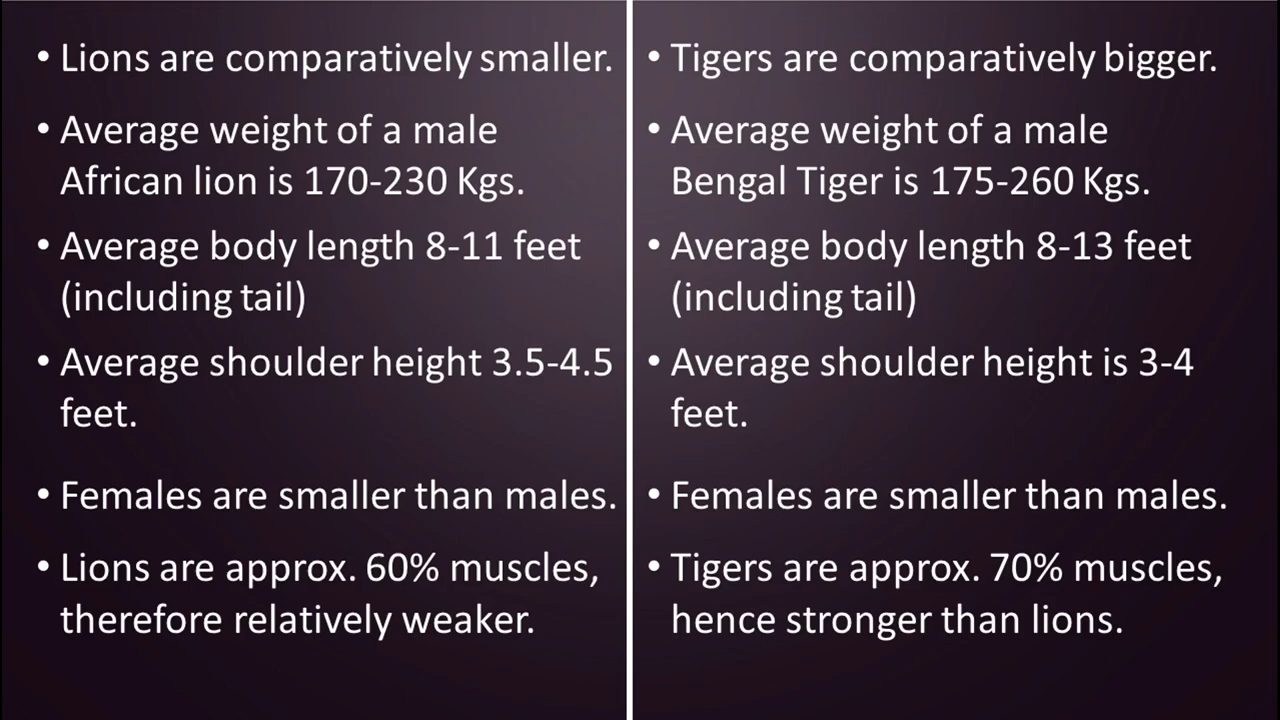 • Lions are comparatively smaller.
• Average weight of a male
African lion is 170-230 Kgs.
• Average body length 8-11 feet
(including tail)
• Average shoulder height 3.5-4.5
feet.
• Females are smaller than males.
• Lions are approx. 60% muscles,
therefore relatively weaker.
• Tigers are comparatively bigger.
• Average weight of a male
Bengal Tiger is 175-260 Kgs.
• Average body length 8-13 feet
(including tail)
• Average shoulder height is 3-4
feet.
• Females are smaller than males.
• Tigers are approx. 70% muscles,
hence stronger than lions.